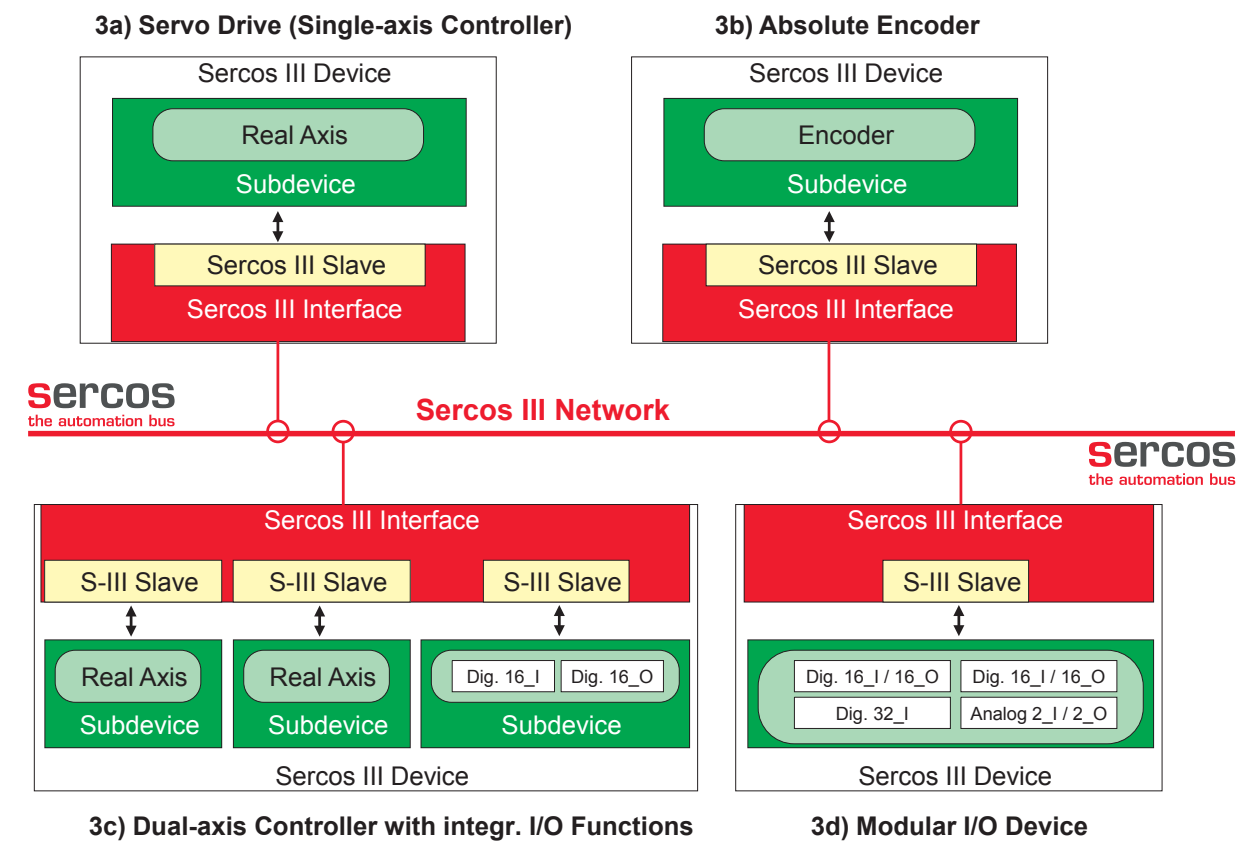 3a) Servo Drive (Single-axis Controller)
Sercos III Device
Real Axis
Subdevice
Sercos III Slave
Sercos III Interface
3b) Absolute Encoder
Sercos III Device
Encoder
Subdevice
Sercos III Slave
Sercos III Interface
sercos
the automation bus
Sercos III Network
sercos
the automation bus
Sercos III Interface
S-III Slave
S-III Slave
S-III Slave
Real Axis
Subdevice
Real Axis
Subdevice
Dig. 16_I
Dig. 16_O
Subdevice
Sercos III Device
3c) Dual-axis Controller with integr. I/O Functions
Sercos III Interface
S-III Slave
Dig. 16_I / 16_O
Dig. 16_I / 16_O
Dig. 32_I
Analog 2_I / 2_O
Sercos III Device
3d) Modular I/O Device